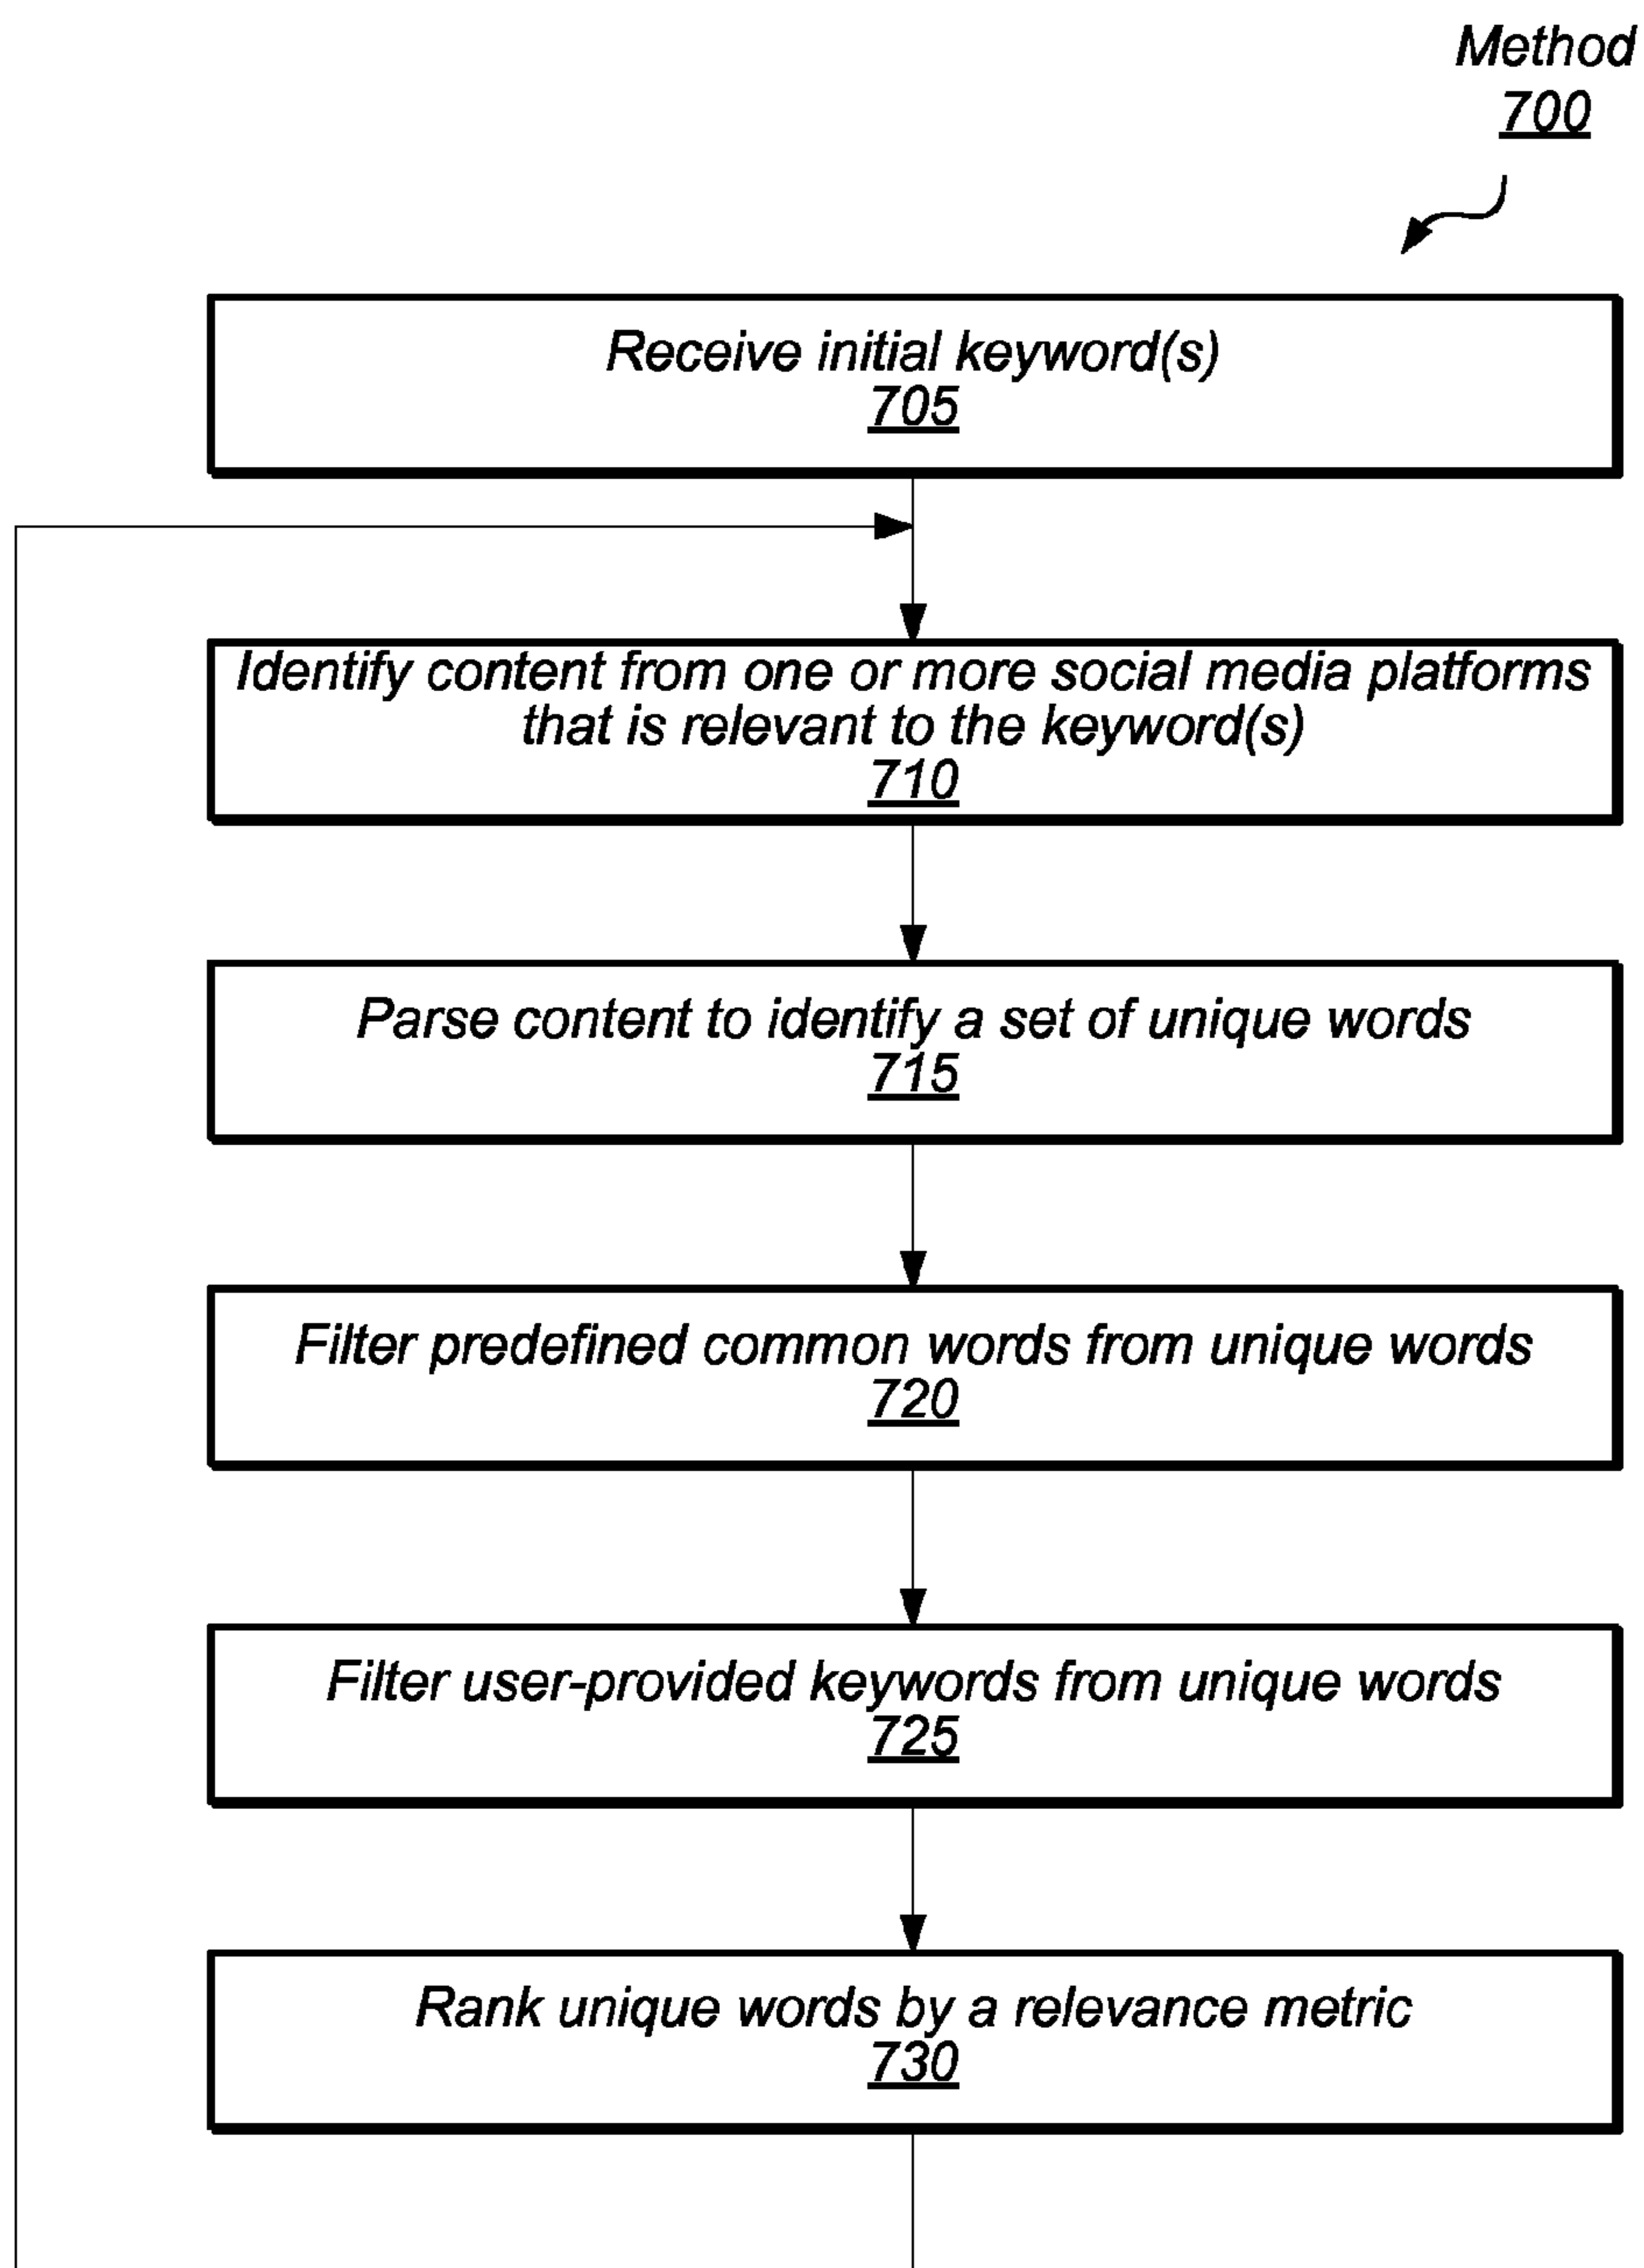 Method
700
Receive initial keyword(s)
705
Identify content from one or more social media platforms
that is relevant to the keyword(s)
710
Parse content to identify a set of unique words
715
Filter predefined common words from unique words
720
Filter user-provided keywords from unique words
725
Rank unique words by a relevance metric
730